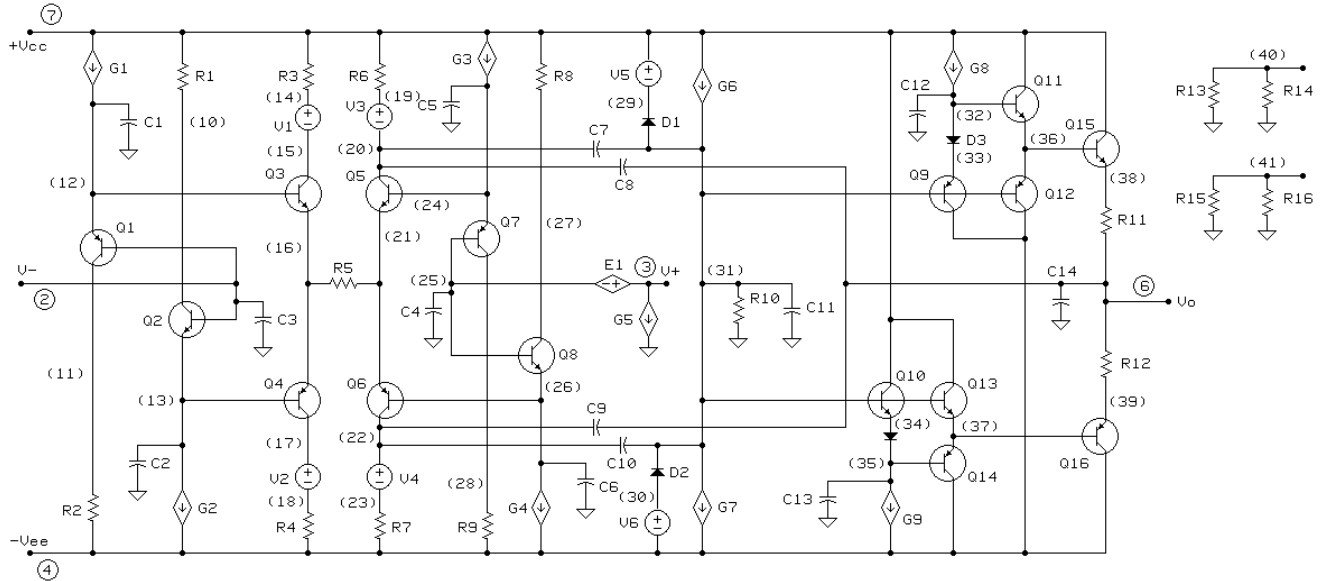 7
+Vcc
G1
R1
R3
R6
G3
R8
V5
G6
G8
Q11
(40)
(14)
V3
(19)
C5
(29)
C12
R13
R14
C1
(10)
V1
D1
(32)
Q15
(15)
(20)
C7
D3
(36)
(12)
Q3
Q5
C8
(33)
(41)
(24)
Q9
Q12
(38)
Q1
(16)
(21)
Q7
(27)
R15
R16
R11
V-
R5
(25)
E1
3
V+
(31)
C14
6
2
C4
R10
C11
Vo
Q2
C3
G5
Q8
R12
(11)
Q4
Q6
(26)
Q10
Q13
(13)
(39)
C9
(34)
(17)
(22)
(37)
C2
C10
(35)
Q14
Q16
V2
V4
D2
(28)
C6
C13
(18)
(23)
(30)
R2
G2
R4
R7
R9
G4
V6
G7
G9
-Vee
4